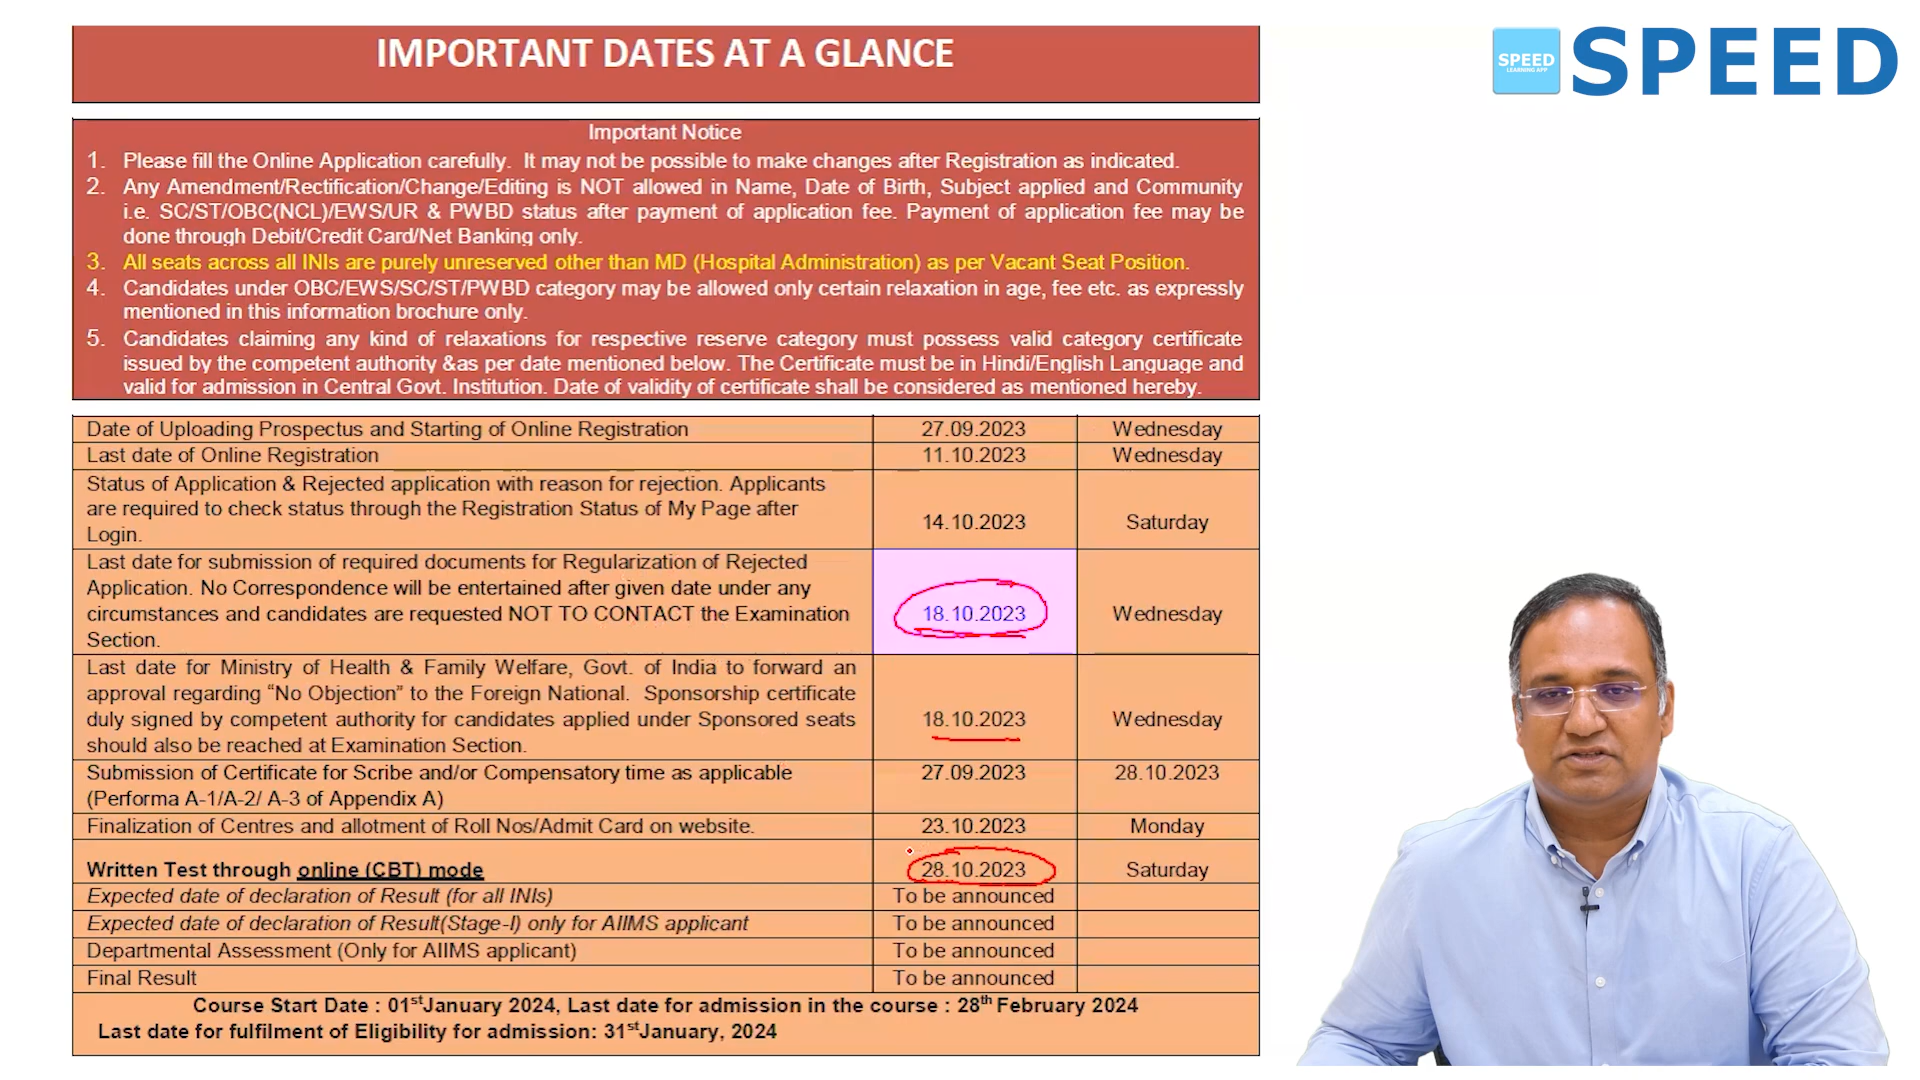 IMPORTANT DATES AT A GLANCE
SPEED
LEARNING APP
SPEED
Important Notice
1. Please fill the Online Application carefully. It may not be possible to make changes after Registration as indicated.
2. Any Amendment/Rectification/Change/Editing is NOT allowed in Name, Date of Birth, Subject applied and Community
i.e. SC/ST/OBC(NCL)/EWS/UR & PWBD status after payment of application fee. Payment of application fee may be
done through Debit/Credit Card/Net Banking only.
3. All seats across all INIs are purely unreserved other than MD (Hospital Administration) as per Vacant Seat Position.
4. Candidates under OBC/EWS/SC/ST/PWBD category may be allowed only certain relaxation in age, fee etc. as expressly
mentioned in this information brochure only.
5. Candidates claiming any kind of relaxations for respective reserve category must possess valid category certificate
issued by the competent authority &as per date mentioned below. The Certificate must be in Hindi/English Language and
valid for admission in Central Govt. Institution. Date of validity of certificate shall be considered as mentioned hereby.
Date of Uploading Prospectus and Starting of Online Registration 27.09.2023 Wednesday
Last date of Online Registration 11.10.2023 Wednesday
Status of Application & Rejected application with reason for rejection. Applicants
are required to check status through the Registration Status of My Page after
Login.
14.10.2023 Saturday
Last date for submission of required documents for Regularization of Rejected
Application. No Correspondence will be entertained after given date under any
circumstances and candidates are requested NOT TO CONTACT the Examination
Section.
18.10.2023 Wednesday
Last date for Ministry of Health & Family Welfare, Govt. of India to forward an
approval regarding “No Objection” to the Foreign National. Sponsorship certificate
duly signed by competent authority for candidates applied under Sponsored seats
should also be reached at Examination Section.
18.10.2023 Wednesday
Submission of Certificate for Scribe and/or Compensatory time as applicable
(Performa A-1/A-2/ A-3 of Appendix A)
27.09.2023 28.10.2023
Finalization of Centres and allotment of Roll Nos/Admit Card on website. 23.10.2023 Monday
Written Test through online (CBT) mode 28.10.2023 Saturday
Expected date of declaration of Result (for all INIs) To be announced
Expected date of declaration of Result(Stage-I) only for AIIMS applicant To be announced
Departmental Assessment (Only for AIIMS applicant) To be announced
Final Result To be announced
Course Start Date : 01st January 2024, Last date for admission in the course : 28th February 2024
Last date for fulfilment of Eligibility for admission: 31st January, 2024